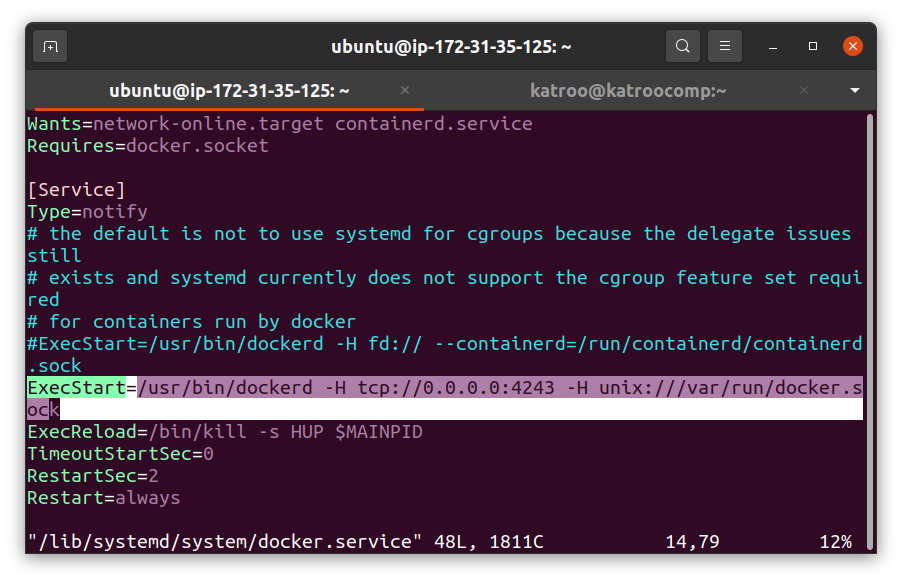 ubuntu@ip-172-31-35-125: ~
ubuntu@ip-172-31-35-125: ~ × katroo@katroocomp:~ ×
Wants=network-online.target containerd.service
Requires=docker.socket
[Service]
Type=notify
# the default is not to use systemd for cgroups because the delegate issues
still
# exists and systemd currently does not support the cgroup feature set requi
red
# for containers run by docker
#ExecStart=/usr/bin/dockerd -H fd:// --containerd=/run/containerd/containerd
.sock
ExecStart=/usr/bin/dockerd -H tcp://0.0.0.0:4243 -H unix:///var/run/docker.s
ock
ExecReload=/bin/kill -s HUP $MAINPID
TimeoutStartSec=0
RestartSec=2
Restart=always
"/lib/systemd/system/docker.service" 48L, 1811C 14,79 12%